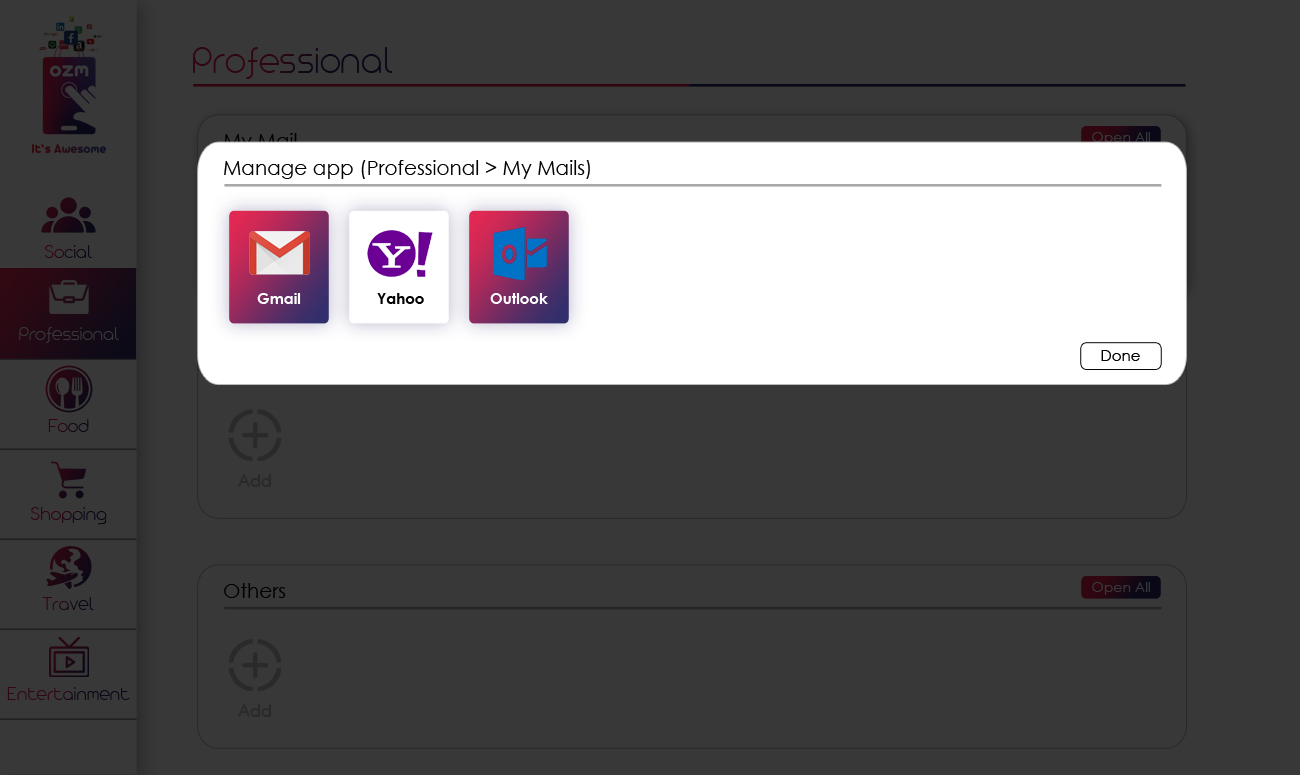 OZM
It's Awesome
Social
Professional
Food
Shopping
Travel
Entertainment
Professional
My Mail
Open All
Manage app (Professional > My Mails)
Gmail
Y!
Yahoo
Outlook
Done
Add
Others
Open All
Add